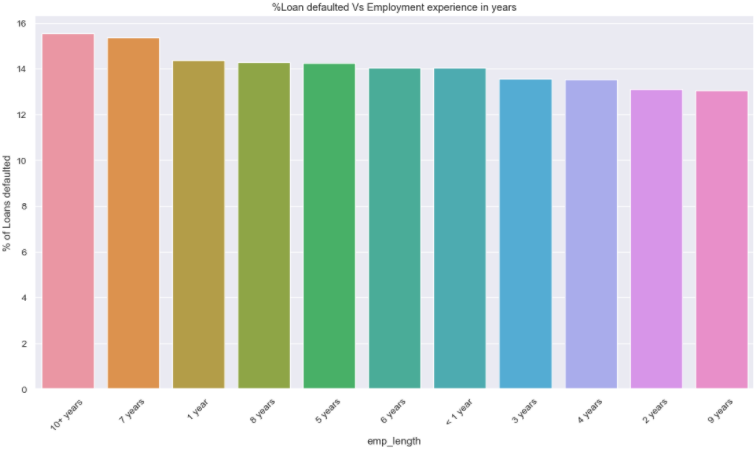 %Loan defaulted Vs Employment experience in years
% of Loans defaulted
16
14
12
10
8
6
4
2
0
10+ years
7 years
1 year
8 years
5 years
6 years
< 1 year
3 years
4 years
2 years
9 years
emp_length